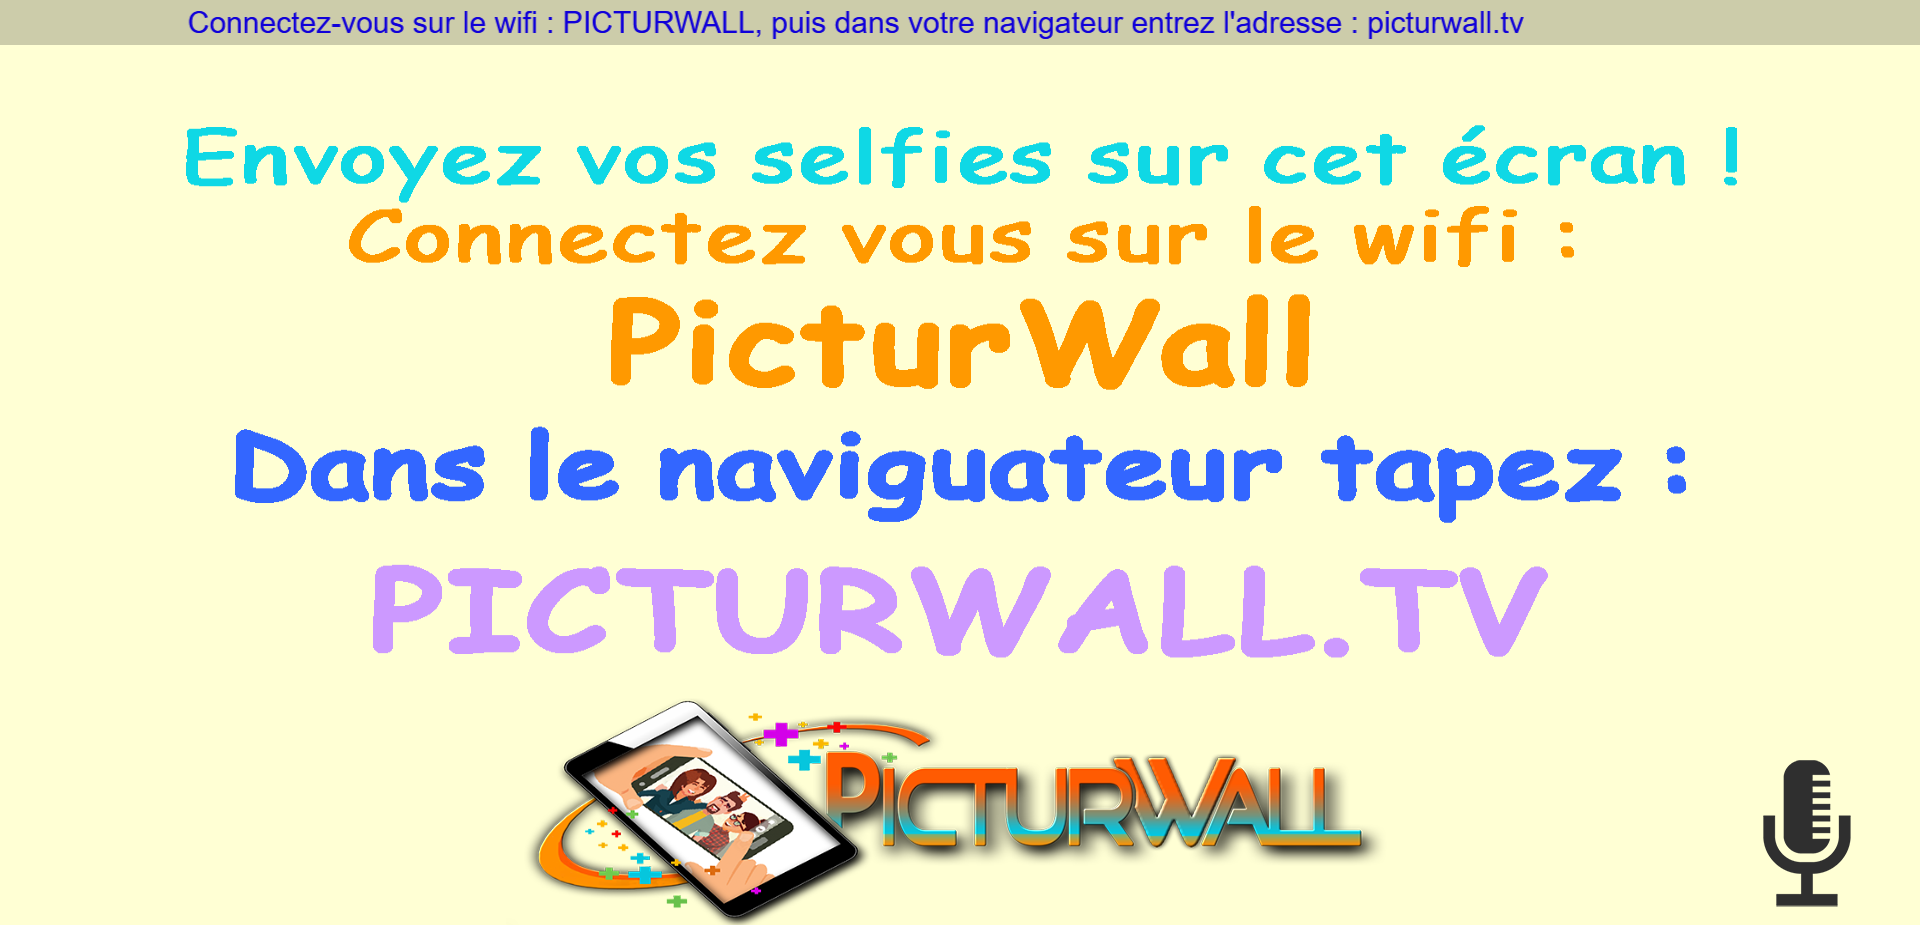 Connectez-vous sur le wifi : PICTURWALL, puis dans votre navigateur entrez l'adresse : picturwall.tv
Envoyez vos selfies sur cet écran !
Connectez vous sur le wifi :
PicturWall
Dans le naviguateur tapez :
PICTURWALL.TV
PICTURWALL